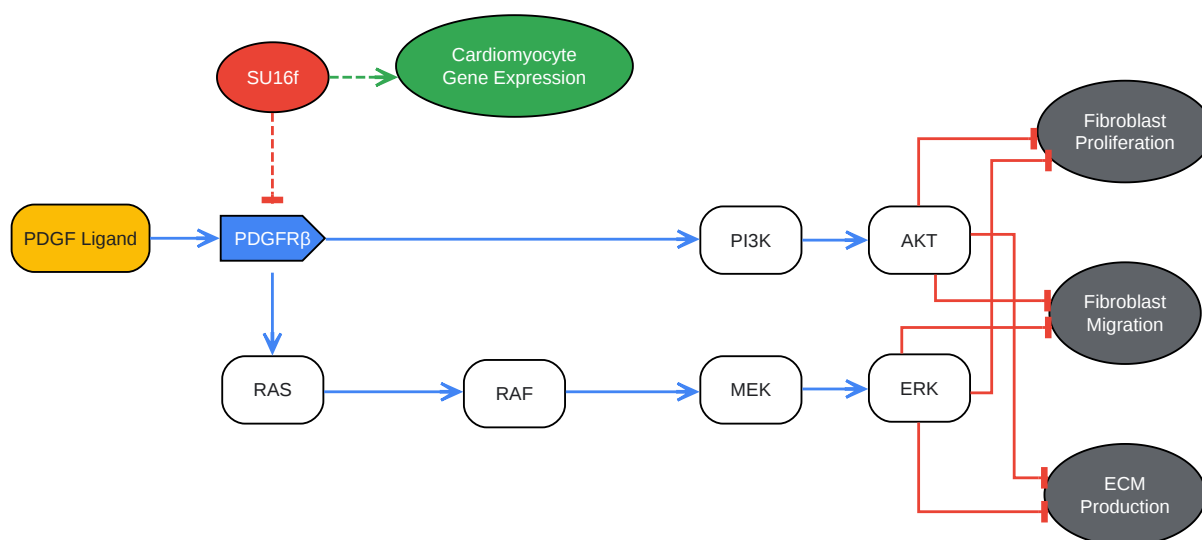 SU16f
Cardiomyocyte
Gene Expression
Fibroblast
Proliferation
PDGF Ligand
PDGFRβ
PI3K
AKT
Fibroblast
Migration
RAS
RAF
MEK
ERK
ECM
Production